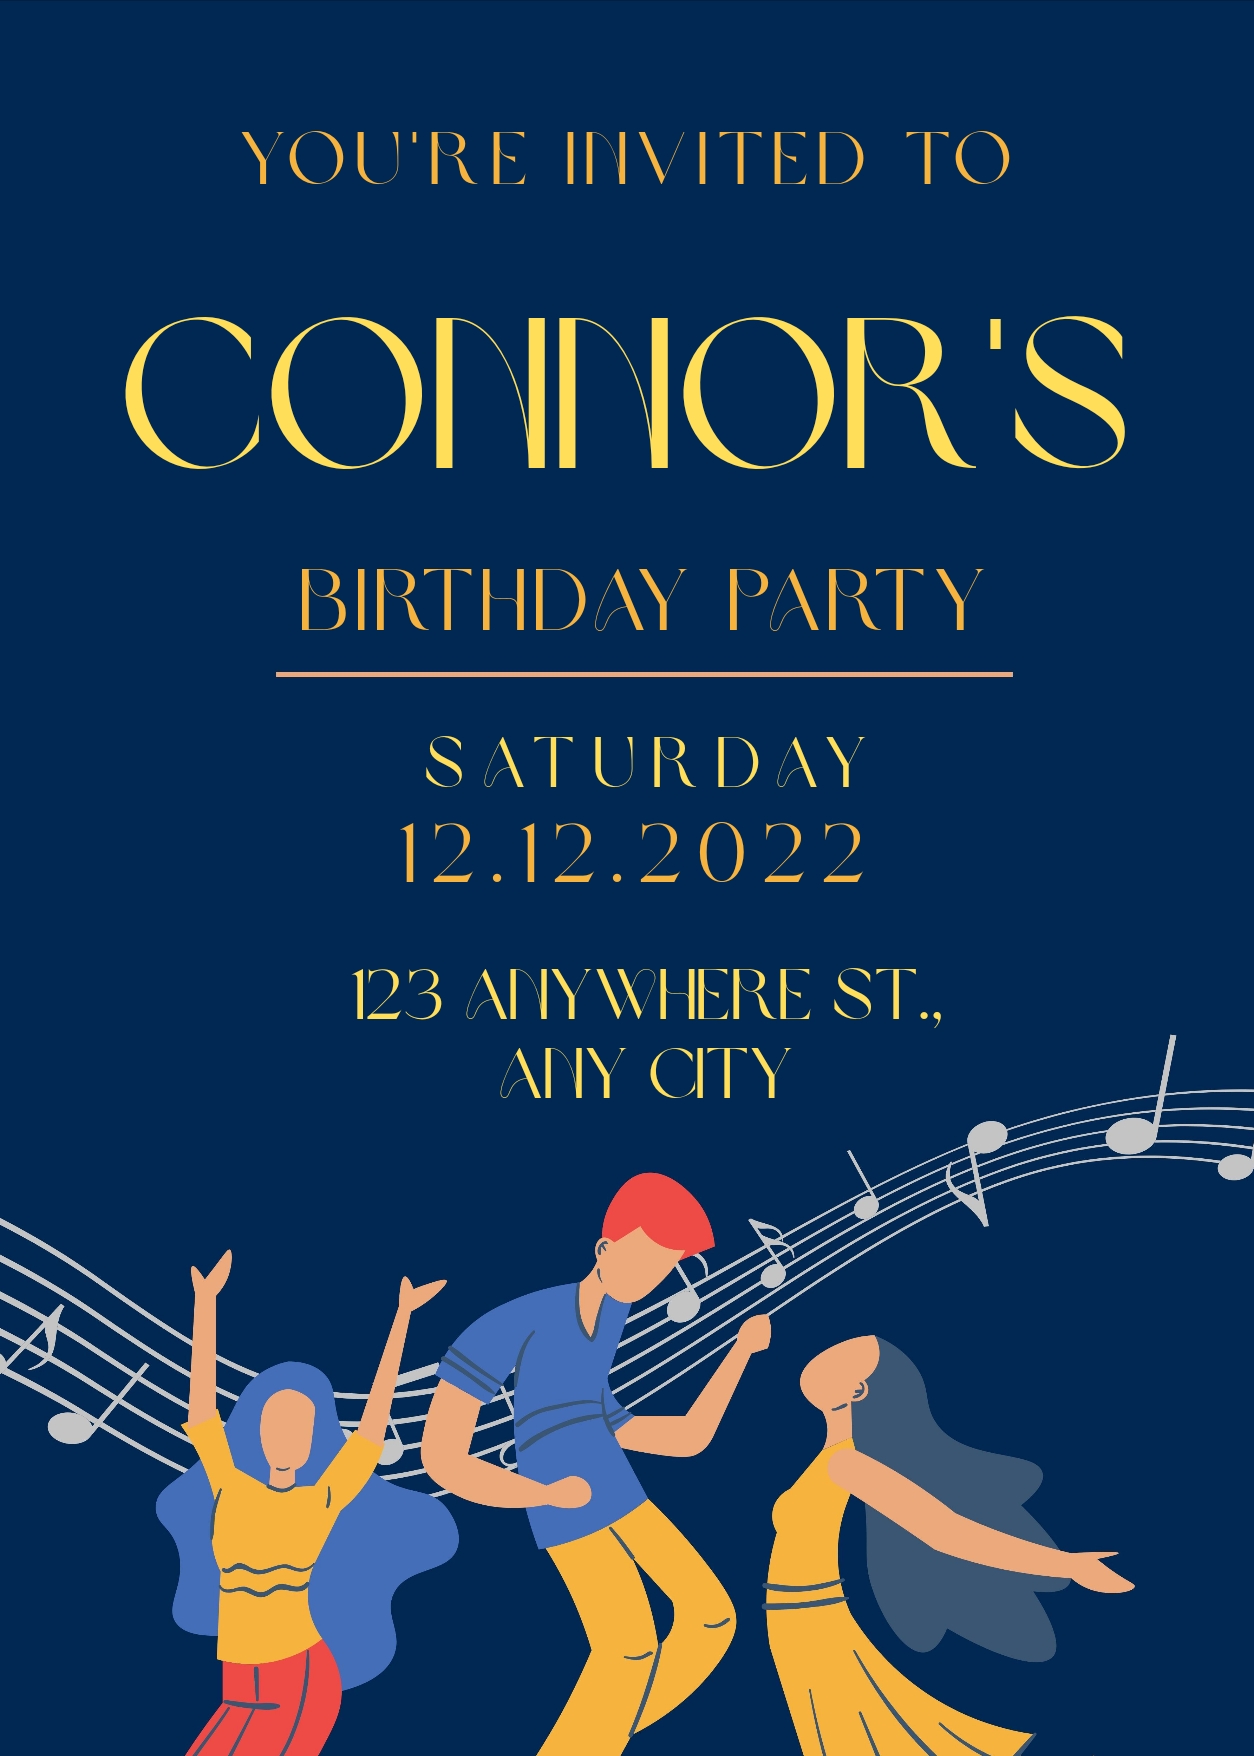 YOU'RE INVITED TO
CONNOR'S
BIRTHDAY PARTY
SATURDAY
12.12.2022
123 ANYWHERE ST.,
ANY CITY